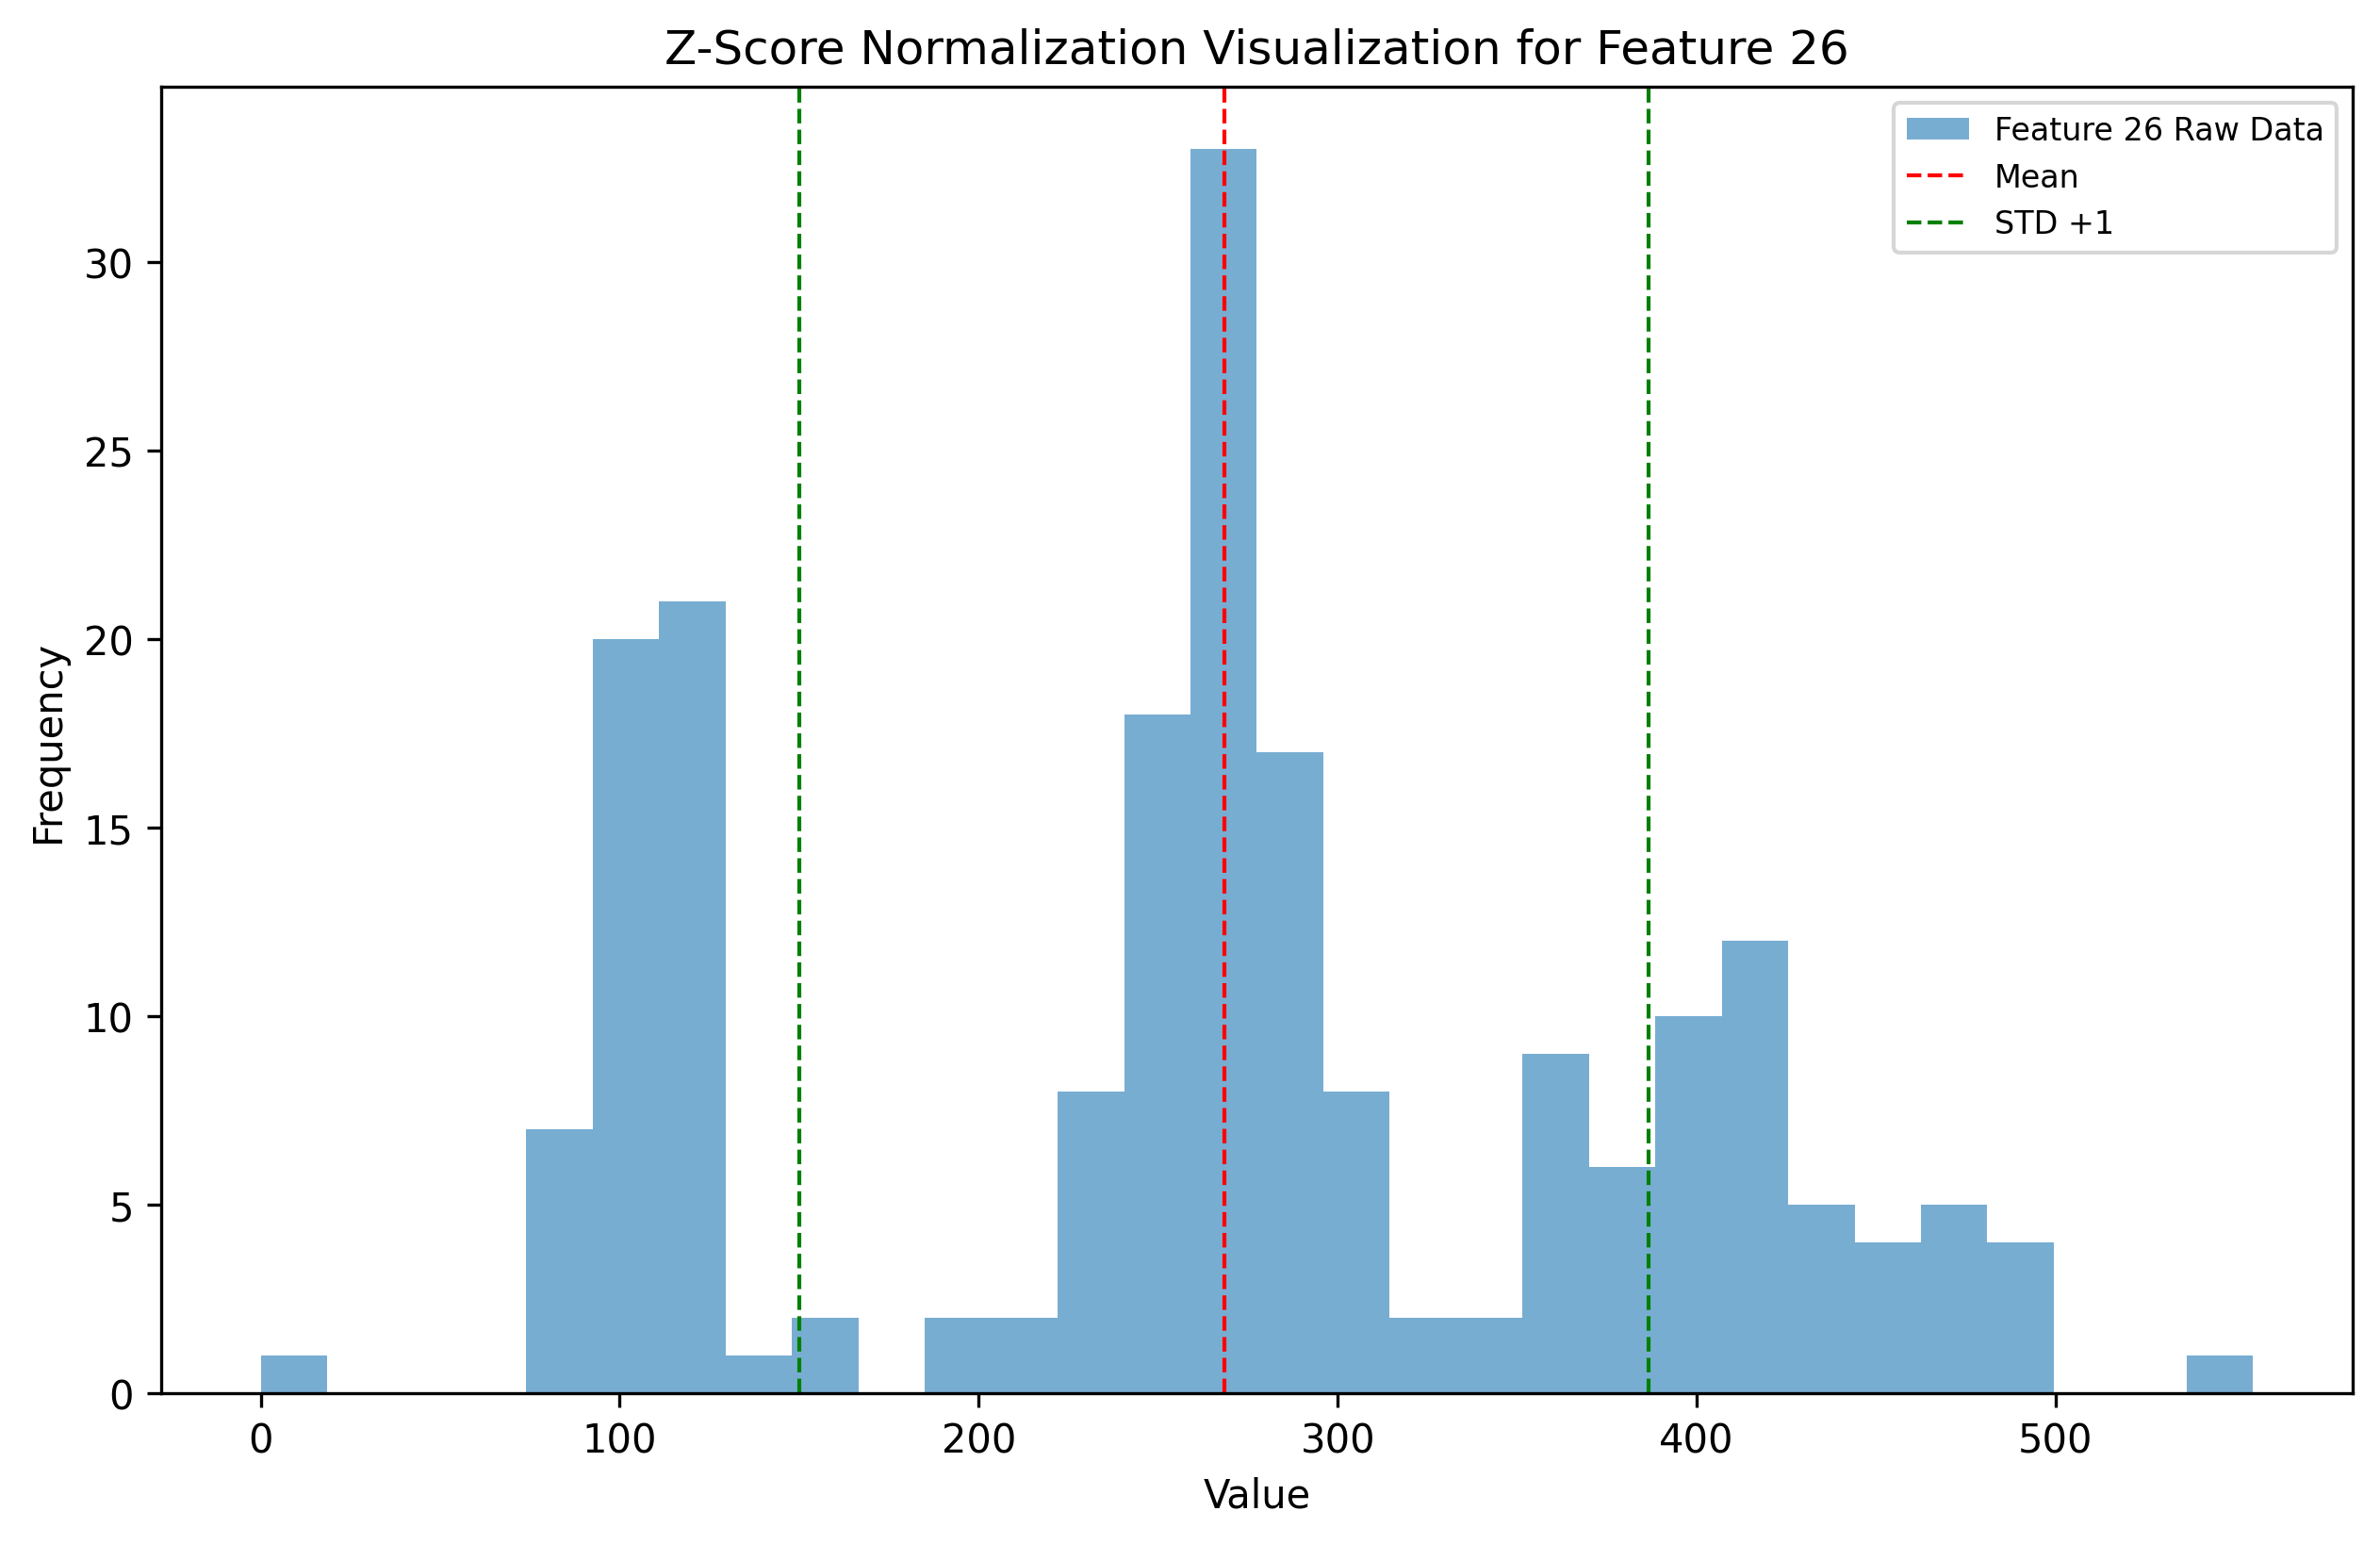 Z-Score Normalization Visualization for Feature 26
Feature 26 Raw Data
Mean
STD +1
Frequency
30
25
20
15
10
5
0
0 100 200 300 400 500
Value